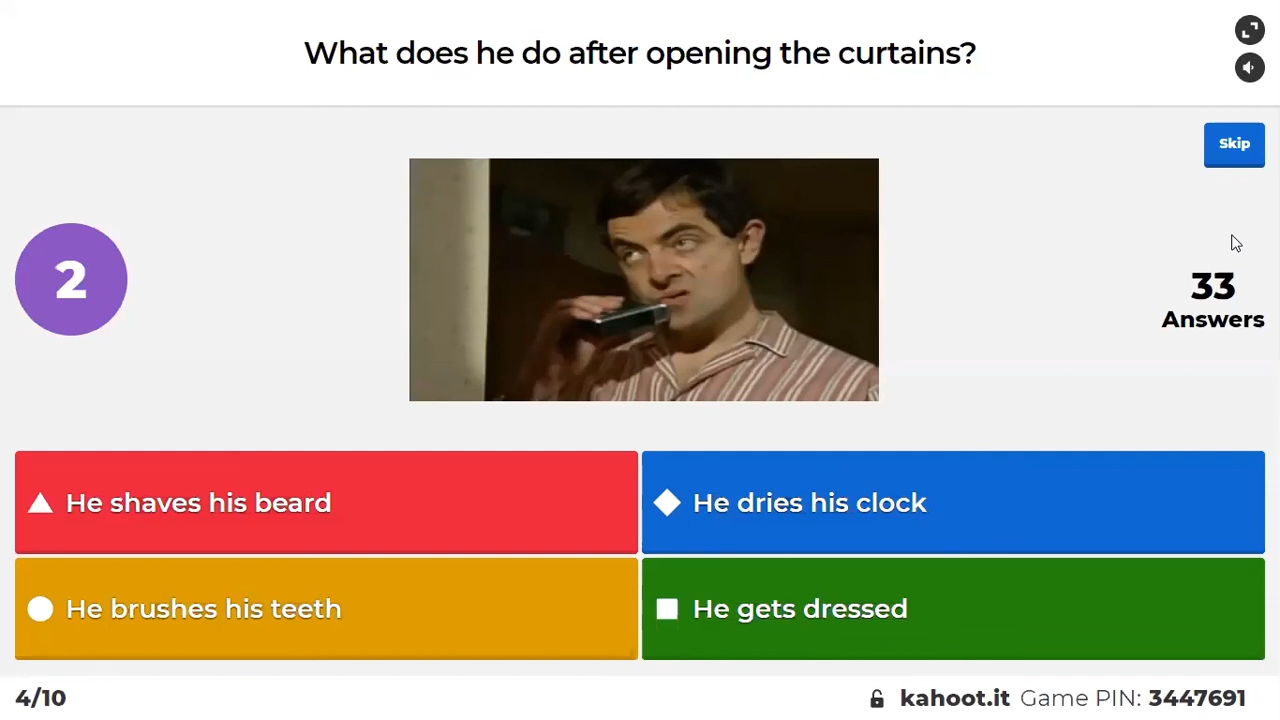 What does he do after opening the curtains?
Skip
2
33
Answers
He shaves his beard
He dries his clock
He brushes his teeth
He gets dressed
4/10
kahoot.it Game PIN: 3447691